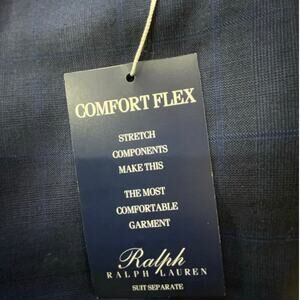 COMFORT FLEX
STRETCH
COMPONENTS
MAKE THIS
THE MOST
COMFORTABLE
GARMENT
Ralph
RALPH LAUREN
SUIT SEPARATE